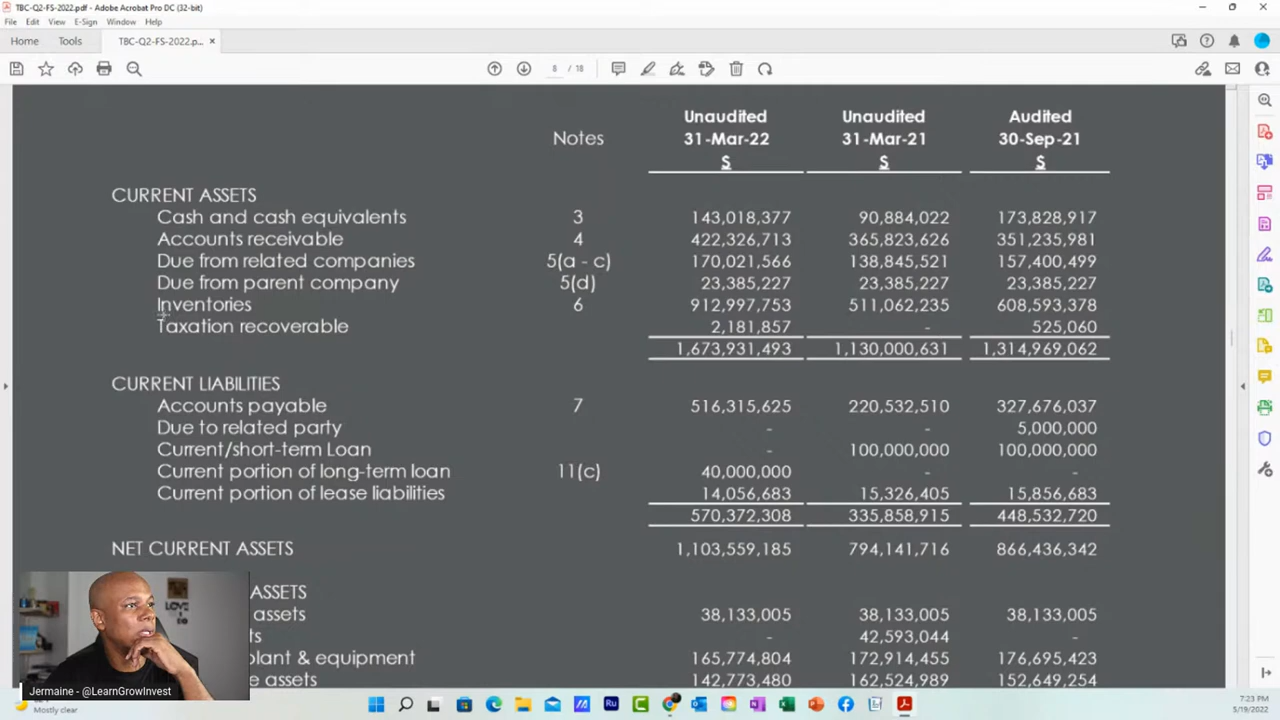 TBC-Q2-FS-2022.pdf - Adobe Acrobat Pro DC (32-bit)
File Edit View E-Sign Window Help
Home Tools TBC-Q2-FS-2022.p... ×
8 / 18
Unaudited Unaudited Audited
Notes 31-Mar-22 31-Mar-21 30-Sep-21
$ $ $
CURRENT ASSETS
Cash and cash equivalents 3 143,018,377 90,884,022 173,828,917
Accounts receivable 4 422,326,713 365,823,626 351,235,981
Due from related companies 5(a - c) 170,021,566 138,845,521 157,400,499
Due from parent company 5(d) 23,385,227 23,385,227 23,385,227
Inventories 6 912,997,753 511,062,235 608,593,378
Taxation recoverable 2,181,857 - 525,060
1,673,931,493 1,130,000,631 1,314,969,062
CURRENT LIABILITIES
Accounts payable 7 516,315,625 220,532,510 327,676,037
Due to related party - - 5,000,000
Current/short-term Loan - 100,000,000 100,000,000
Current portion of long-term loan 11(c) 40,000,000 - -
Current portion of lease liabilities 14,056,683 15,326,405 15,856,683
570,372,308 335,858,915 448,532,720
NET CURRENT ASSETS 1,103,559,185 794,141,716 866,436,342
ASSETS
assets 38,133,005 38,133,005 38,133,005
ts - 42,593,044 -
plant & equipment 165,774,804 172,914,455 176,695,423
e assets 142,773,480 162,524,989 152,649,254
Jermaine - @LearnGrowInvest
Mostly clear
7:23 PM
5/19/2022